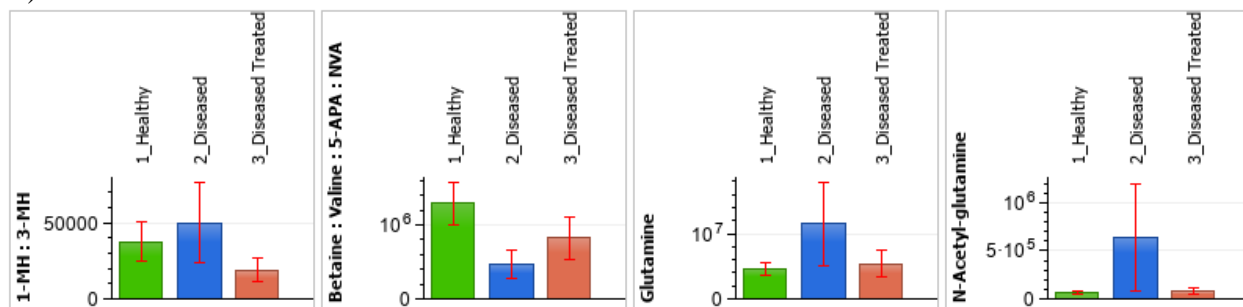 1-MH : 3-MH
1_Healthy
2_Diseased
3_Diseased Treated
50000
0
Betaine : Valine : 5-APA : NVA
1_Healthy
2_Diseased
3_Diseased Treated
10⁶
0
Glutamine
1_Healthy
2_Diseased
3_Diseased Treated
10⁷
0
N-Acetyl-glutamine
1_Healthy
2_Diseased
3_Diseased Treated
10⁶
5·10⁵
0